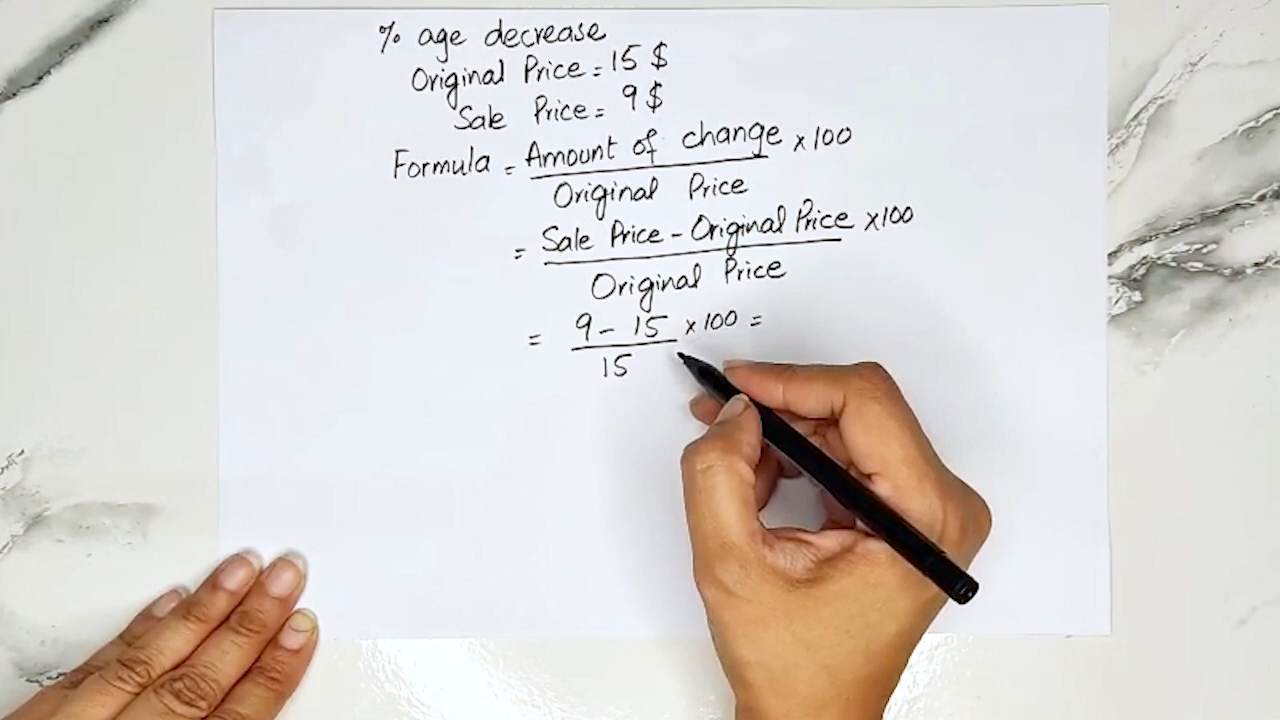 % age decrease
Original Price = 15 $
Sale Price = 9 $
Formula = Amount of change × 100
Original Price
= Sale Price - Original Price × 100
Original Price
= 9 - 15 × 100 =
15